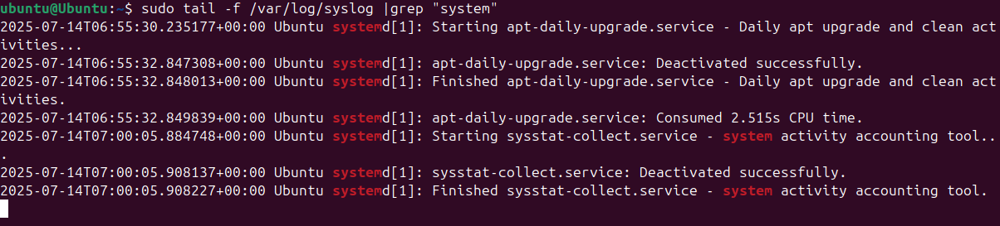 ubuntu@Ubuntu:~$ sudo tail -f /var/log/syslog |grep "system"
2025-07-14T06:55:30.235177+00:00 Ubuntu systemd[1]: Starting apt-daily-upgrade.service - Daily apt upgrade and clean act
ivities...
2025-07-14T06:55:32.847308+00:00 Ubuntu systemd[1]: apt-daily-upgrade.service: Deactivated successfully.
2025-07-14T06:55:32.848013+00:00 Ubuntu systemd[1]: Finished apt-daily-upgrade.service - Daily apt upgrade and clean act
ivities.
2025-07-14T06:55:32.849839+00:00 Ubuntu systemd[1]: apt-daily-upgrade.service: Consumed 2.515s CPU time.
2025-07-14T07:00:05.884748+00:00 Ubuntu systemd[1]: Starting sysstat-collect.service - system activity accounting tool..
.
2025-07-14T07:00:05.908137+00:00 Ubuntu systemd[1]: sysstat-collect.service: Deactivated successfully.
2025-07-14T07:00:05.908227+00:00 Ubuntu systemd[1]: Finished sysstat-collect.service - system activity accounting tool.